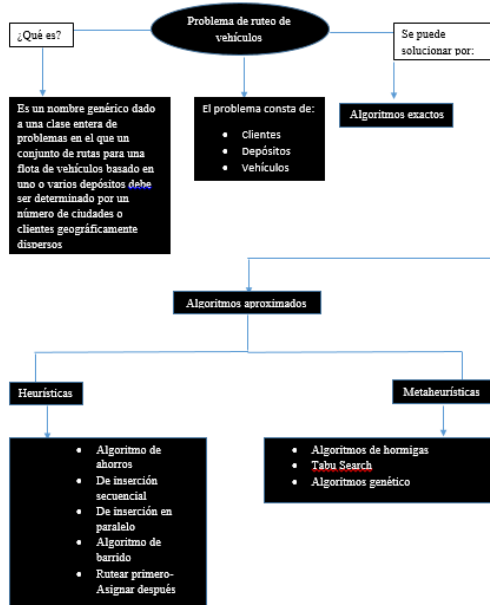 Problema de ruteo de
vehículos
¿Qué es?
Se puede
solucionar por:
Es un nombre genérico dado
a una clase entera de
problemas en el que un
conjunto de rutas para una
flota de vehículos basado en
uno o varios depósitos debe
ser determinado por un
número de ciudades o
clientes geográficamente
dispersos
El problema consta de:
• Clientes
• Depósitos
• Vehículos
Algoritmos exactos
Algoritmos aproximados
Heurísticas
Metaheurísticas
• Algoritmo de
ahorros
• De inserción
secuencial
• De inserción en
paralelo
• Algoritmo de
barrido
• Rutear primero-
Asignar después
• Algoritmos de hormigas
• Tabu Search
• Algoritmos genético